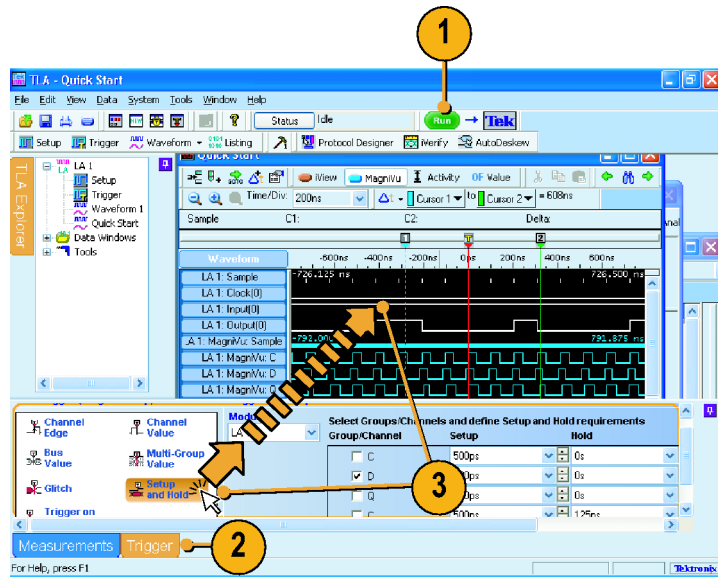 1
TLA - Quick Start
File Edit View Data System Tools Window Help
Status Idle Run Tek
Setup Trigger Waveform Listing Protocol Designer iVerify AutoDeskew
TLA Explorer
LA 1
Setup
Trigger
Waveform 1
Quick Start
Data Windows
Tools
Quick Start
iView MagniVu Activity Value
Time/Div: 200ns Cursor 1 to Cursor 2 = 608ns
Sample C1: C2: Delta:
1 T 2
Waveform -600ns -400ns -200ns 0ps 200ns 400ns 600ns
LA 1: Sample -726.125 ns 726.500 ns
LA 1: Clock(0)
LA 1: Input(0)
LA 1: Output(0)
LA 1: MagniVu: Sample 791.875 ns
LA 1: MagniVu: C
LA 1: MagniVu: D
LA 1: MagniVu: Q
Channel Edge
Channel Value
Bus Value
Multi-Group Value
Glitch
Setup and Hold
Trigger on
Select Groups/Channels and define Setup and Hold requirements
Group/Channel Setup Hold
C 500ps 0s
D 0s
Q 0s
500ps 125ps
3
Measurements Trigger 2
For Help, press F1 Tektronix